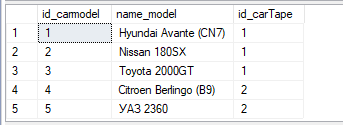 id_carmodel name_model id_carTape
1 1 Hyundai Avante (CN7) 1
2 2 Nissan 180SX 1
3 3 Toyota 2000GT 1
4 4 Citroen Berlingo (B9) 2
5 5 УАЗ 2360 2